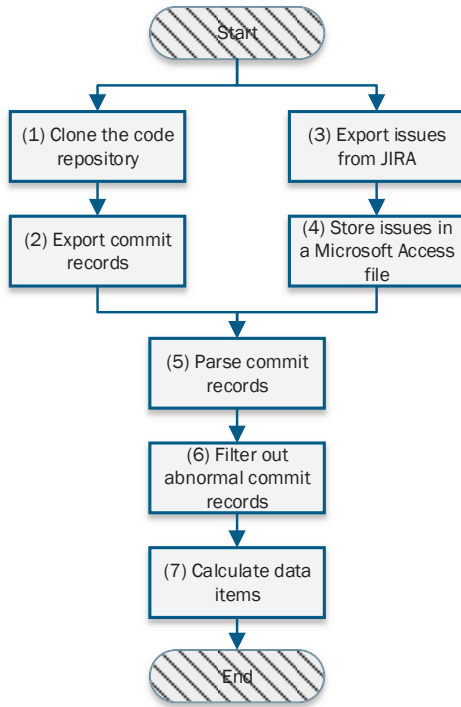 Start
(1) Clone the code
repository
(2) Export commit
records
(3) Export issues
from JIRA
(4) Store issues in
a Microsoft Access
file
(5) Parse commit
records
(6) Filter out
abnormal commit
records
(7) Calculate data
items
End